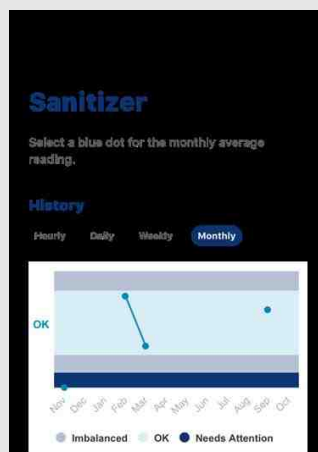 Sanitizer
Select a blue dot for the monthly average
reading.
History
Hourly Daily Weekly Monthly
OK
Nov Dec Jan Feb Mar Apr May Jun Jul Aug Sep Oct
Imbalanced OK Needs Attention